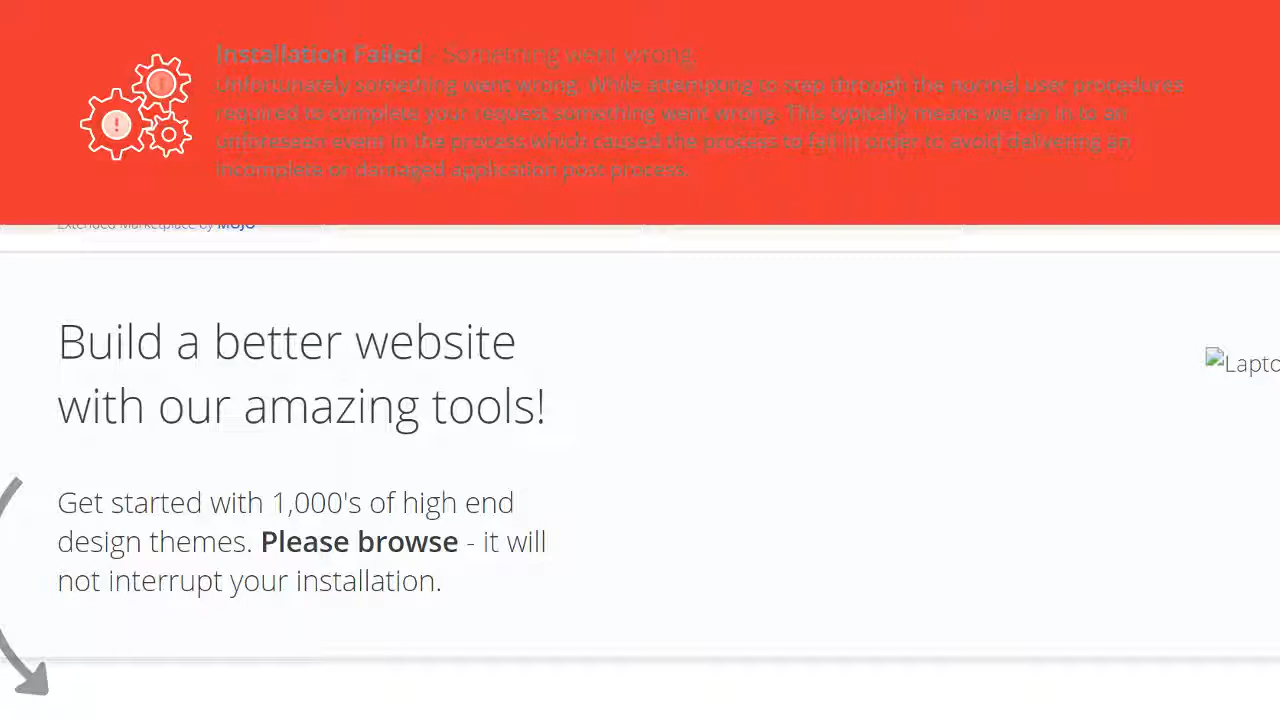 Installation Failed - Something went wrong.
Unfortunately something went wrong. While attempting to step through the normal user procedures
required to complete your request something went wrong. This typically means we ran in to an
unforeseen event in the process which caused the process to fail in order to avoid delivering an
incomplete or damaged application post process.
Extended Marketplace by MOJO
Build a better website
with our amazing tools!
Lapto
Get started with 1,000's of high end
design themes. Please browse - it will
not interrupt your installation.